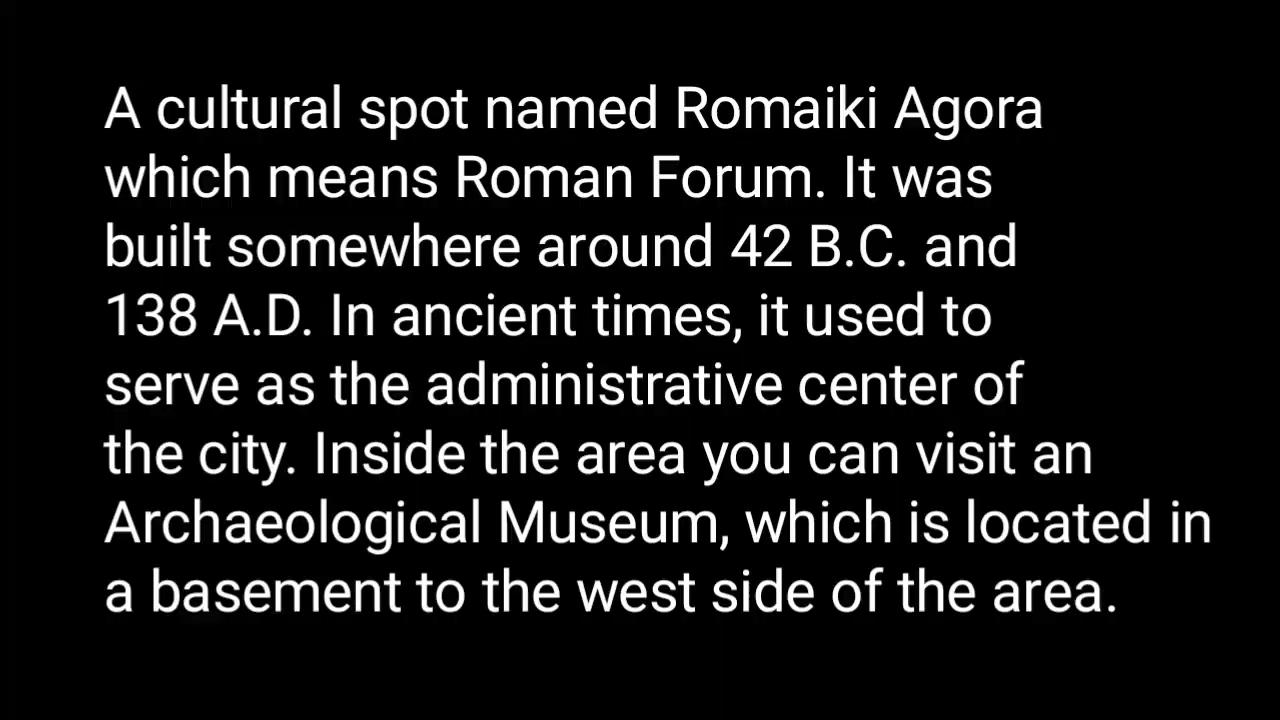 A cultural spot named Romaiki Agora
which means Roman Forum. It was
built somewhere around 42 B.C. and
138 A.D. In ancient times, it used to
serve as the administrative center of
the city. Inside the area you can visit an
Archaeological Museum, which is located in
a basement to the west side of the area.